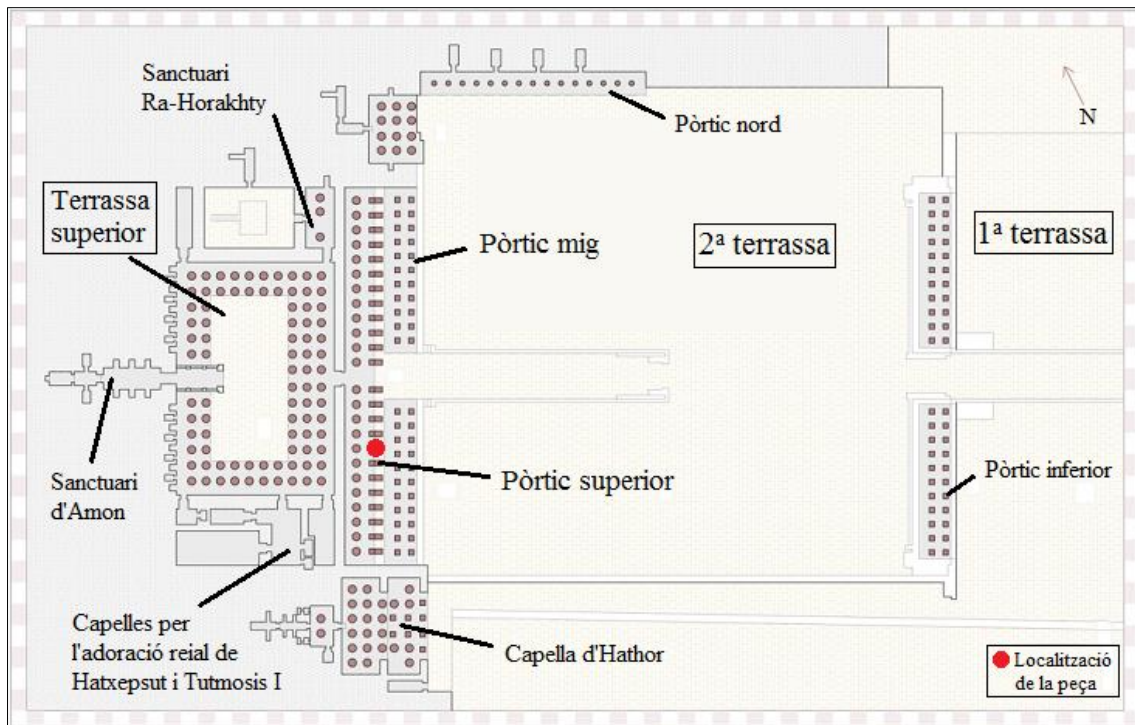 Sanctuari
Ra-Horakhty
Pòrtic nord
N
Terrassa
superior
Pòrtic mig
2ª terrassa
1ª terrassa
Sanctuari
d'Amon
Pòrtic superior
Pòrtic inferior
Capelles per
l'adoració reial de
Hatxepsut i Tutmosis I
Capella d'Hathor
Localització
de la peça